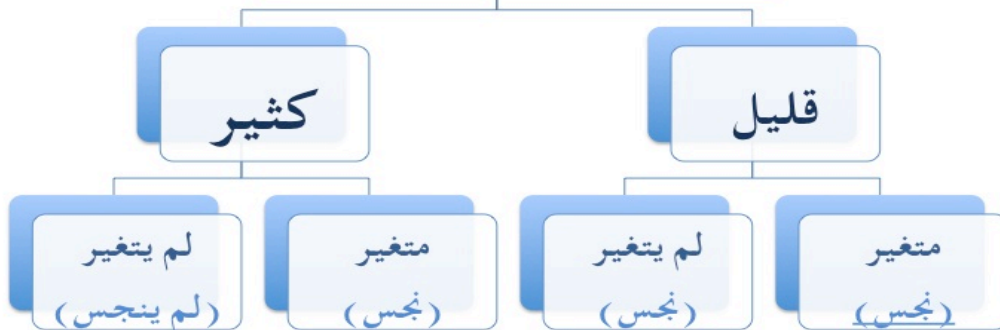 قليل
كثير
متغير
(نجس)
لم يتغير
(نجس)
متغير
(نجس)
لم يتغير
(لم ينجس)